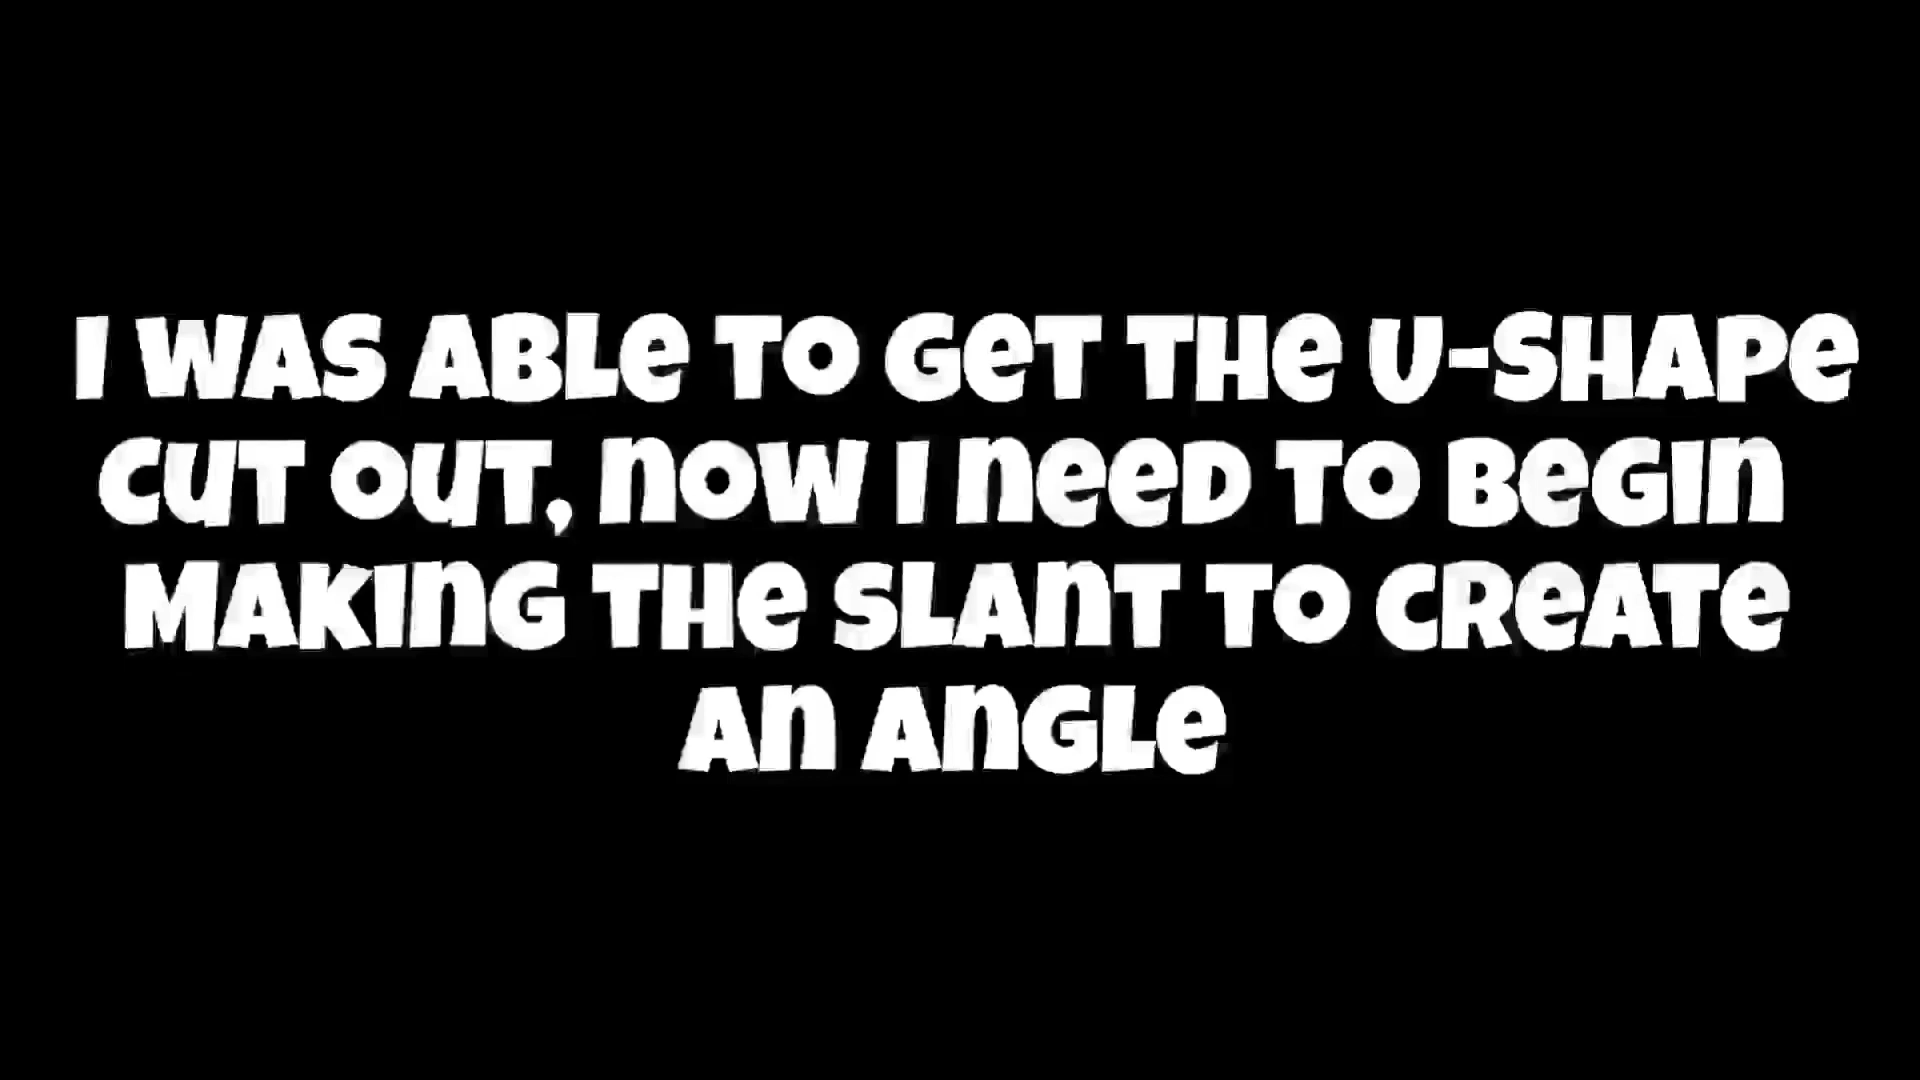 I was able to get the U-shape
cut out, now I need to begin
making the slant to create
an angle